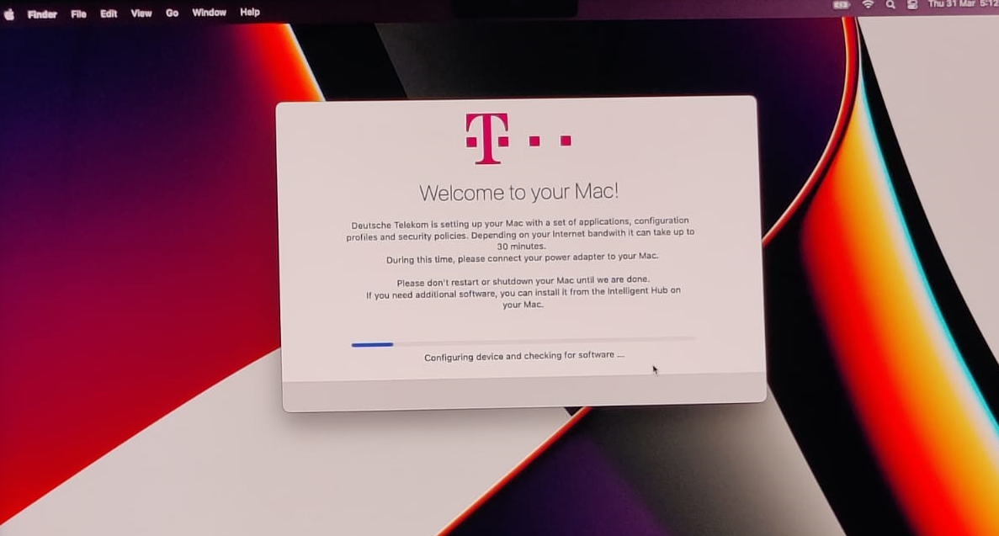 Finder File Edit View Go Window Help
Thu 31 Mar 5:12
T
Welcome to your Mac!
Deutsche Telekom is setting up your Mac with a set of applications, configuration
profiles and security policies. Depending on your Internet bandwith it can take up to
30 minutes.
During this time, please connect your power adapter to your Mac.
Please don't restart or shutdown your Mac until we are done.
If you need additional software, you can install it from the Intelligent Hub on
your Mac.
Configuring device and checking for software ...